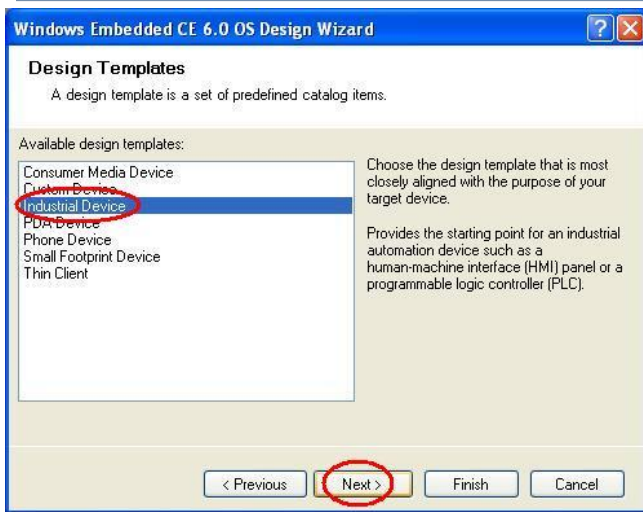 Windows Embedded CE 6.0 OS Design Wizard
Design Templates
A design template is a set of predefined catalog items.
Available design templates:
Consumer Media Device
Custom Device
Industrial Device
PDA Device
Phone Device
Small Footprint Device
Thin Client
Choose the design template that is most
closely aligned with the purpose of your
target device.
Provides the starting point for an industrial
automation device such as a
human-machine interface (HMI) panel or a
programmable logic controller (PLC).
< Previous
Next >
Finish
Cancel